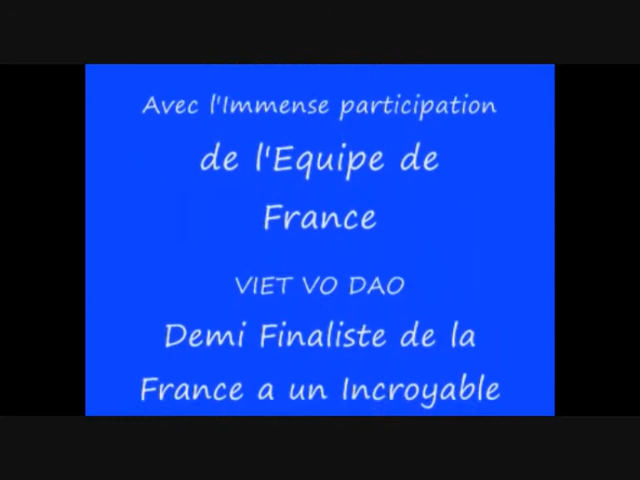 Avec l'Immense participation
de l'Equipe de
France
VIET VO DAO
Demi Finaliste de la
France a un Incroyable